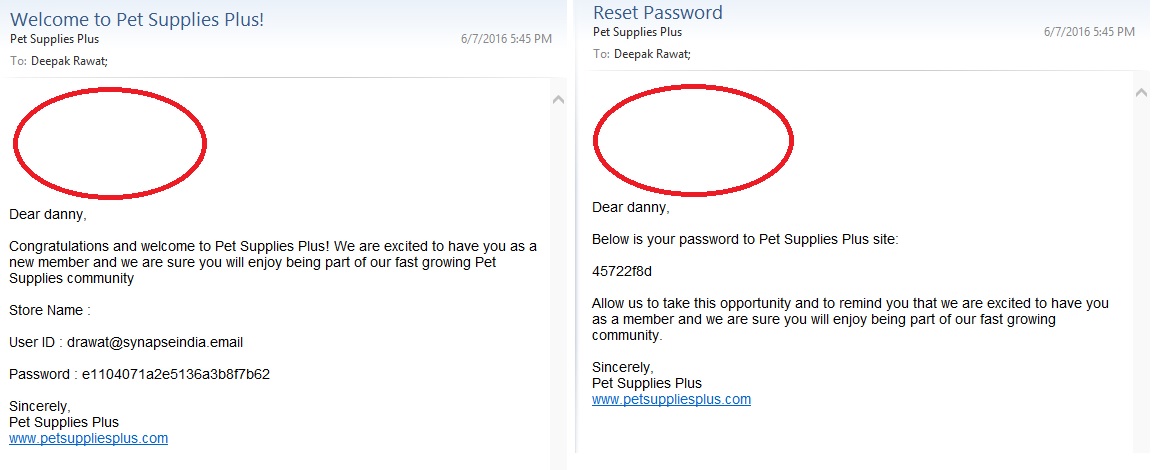 Welcome to Pet Supplies Plus!
Pet Supplies Plus
6/7/2016 5:45 PM
To: Deepak Rawat;
Dear danny,
Congratulations and welcome to Pet Supplies Plus! We are excited to have you as a
new member and we are sure you will enjoy being part of our fast growing Pet
Supplies community
Store Name :
User ID : drawat@synapseindia.email
Password : e1104071a2e5136a3b8f7b62
Sincerely,
Pet Supplies Plus
www.petsuppliesplus.com
Reset Password
Pet Supplies Plus
6/7/2016 5:45 PM
To: Deepak Rawat;
Dear danny,
Below is your password to Pet Supplies Plus site:
45722f8d
Allow us to take this opportunity and to remind you that we are excited to have you
as a member and we are sure you will enjoy being part of our fast growing
community.
Sincerely,
Pet Supplies Plus
www.petsuppliesplus.com